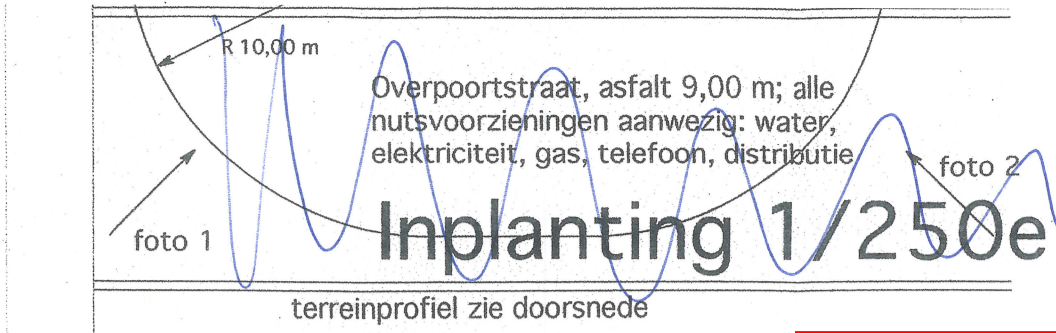 R 10,00 m
Overpoortstraat, asfalt 9,00 m; alle
nutsvoorzieningen aanwezig: water,
elektriciteit, gas, telefoon, distributie
foto 2
foto 1
Inplanting 1/250e
terreinprofiel zie doorsnede